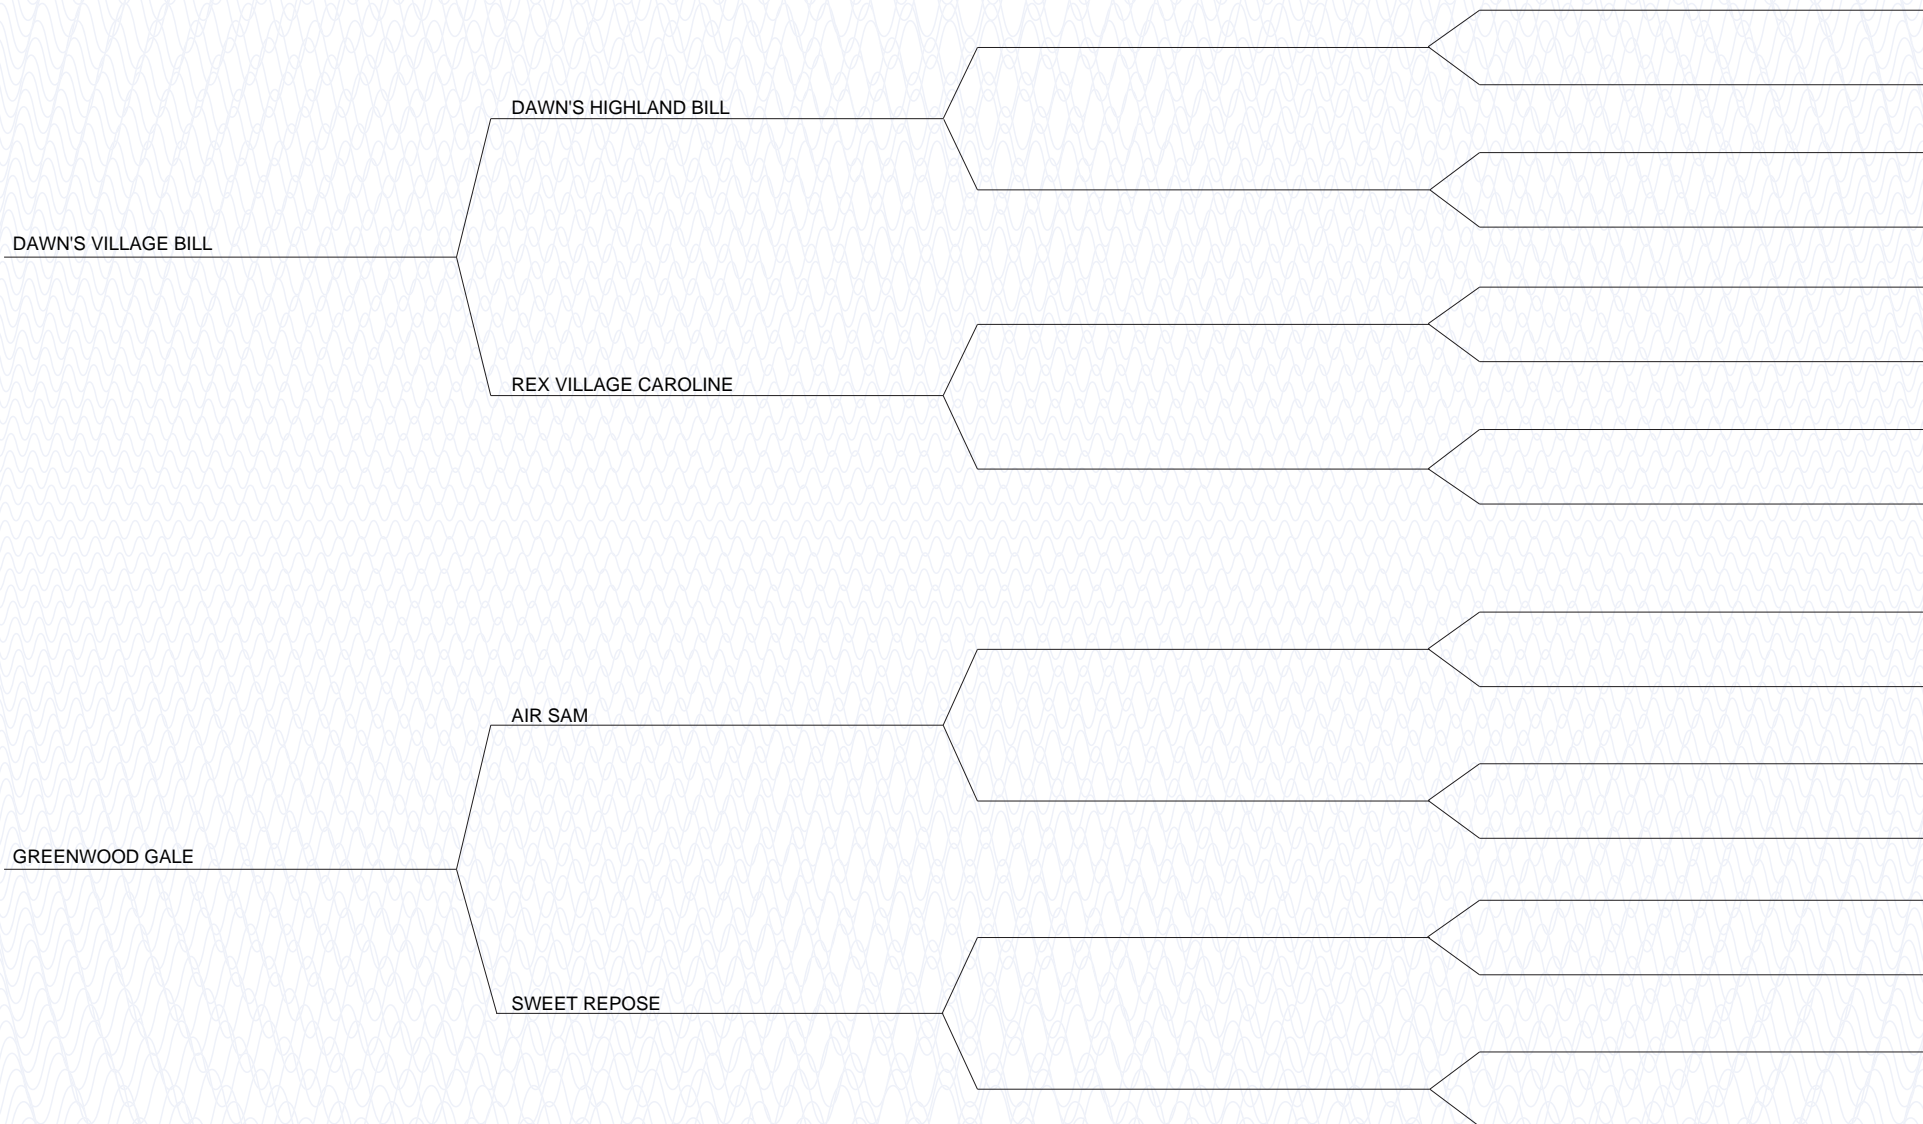 DAWN'S HIGHLAND BILL
DAWN'S VILLAGE BILL
REX VILLAGE CAROLINE
AIR SAM
GREENWOOD GALE
SWEET REPOSE